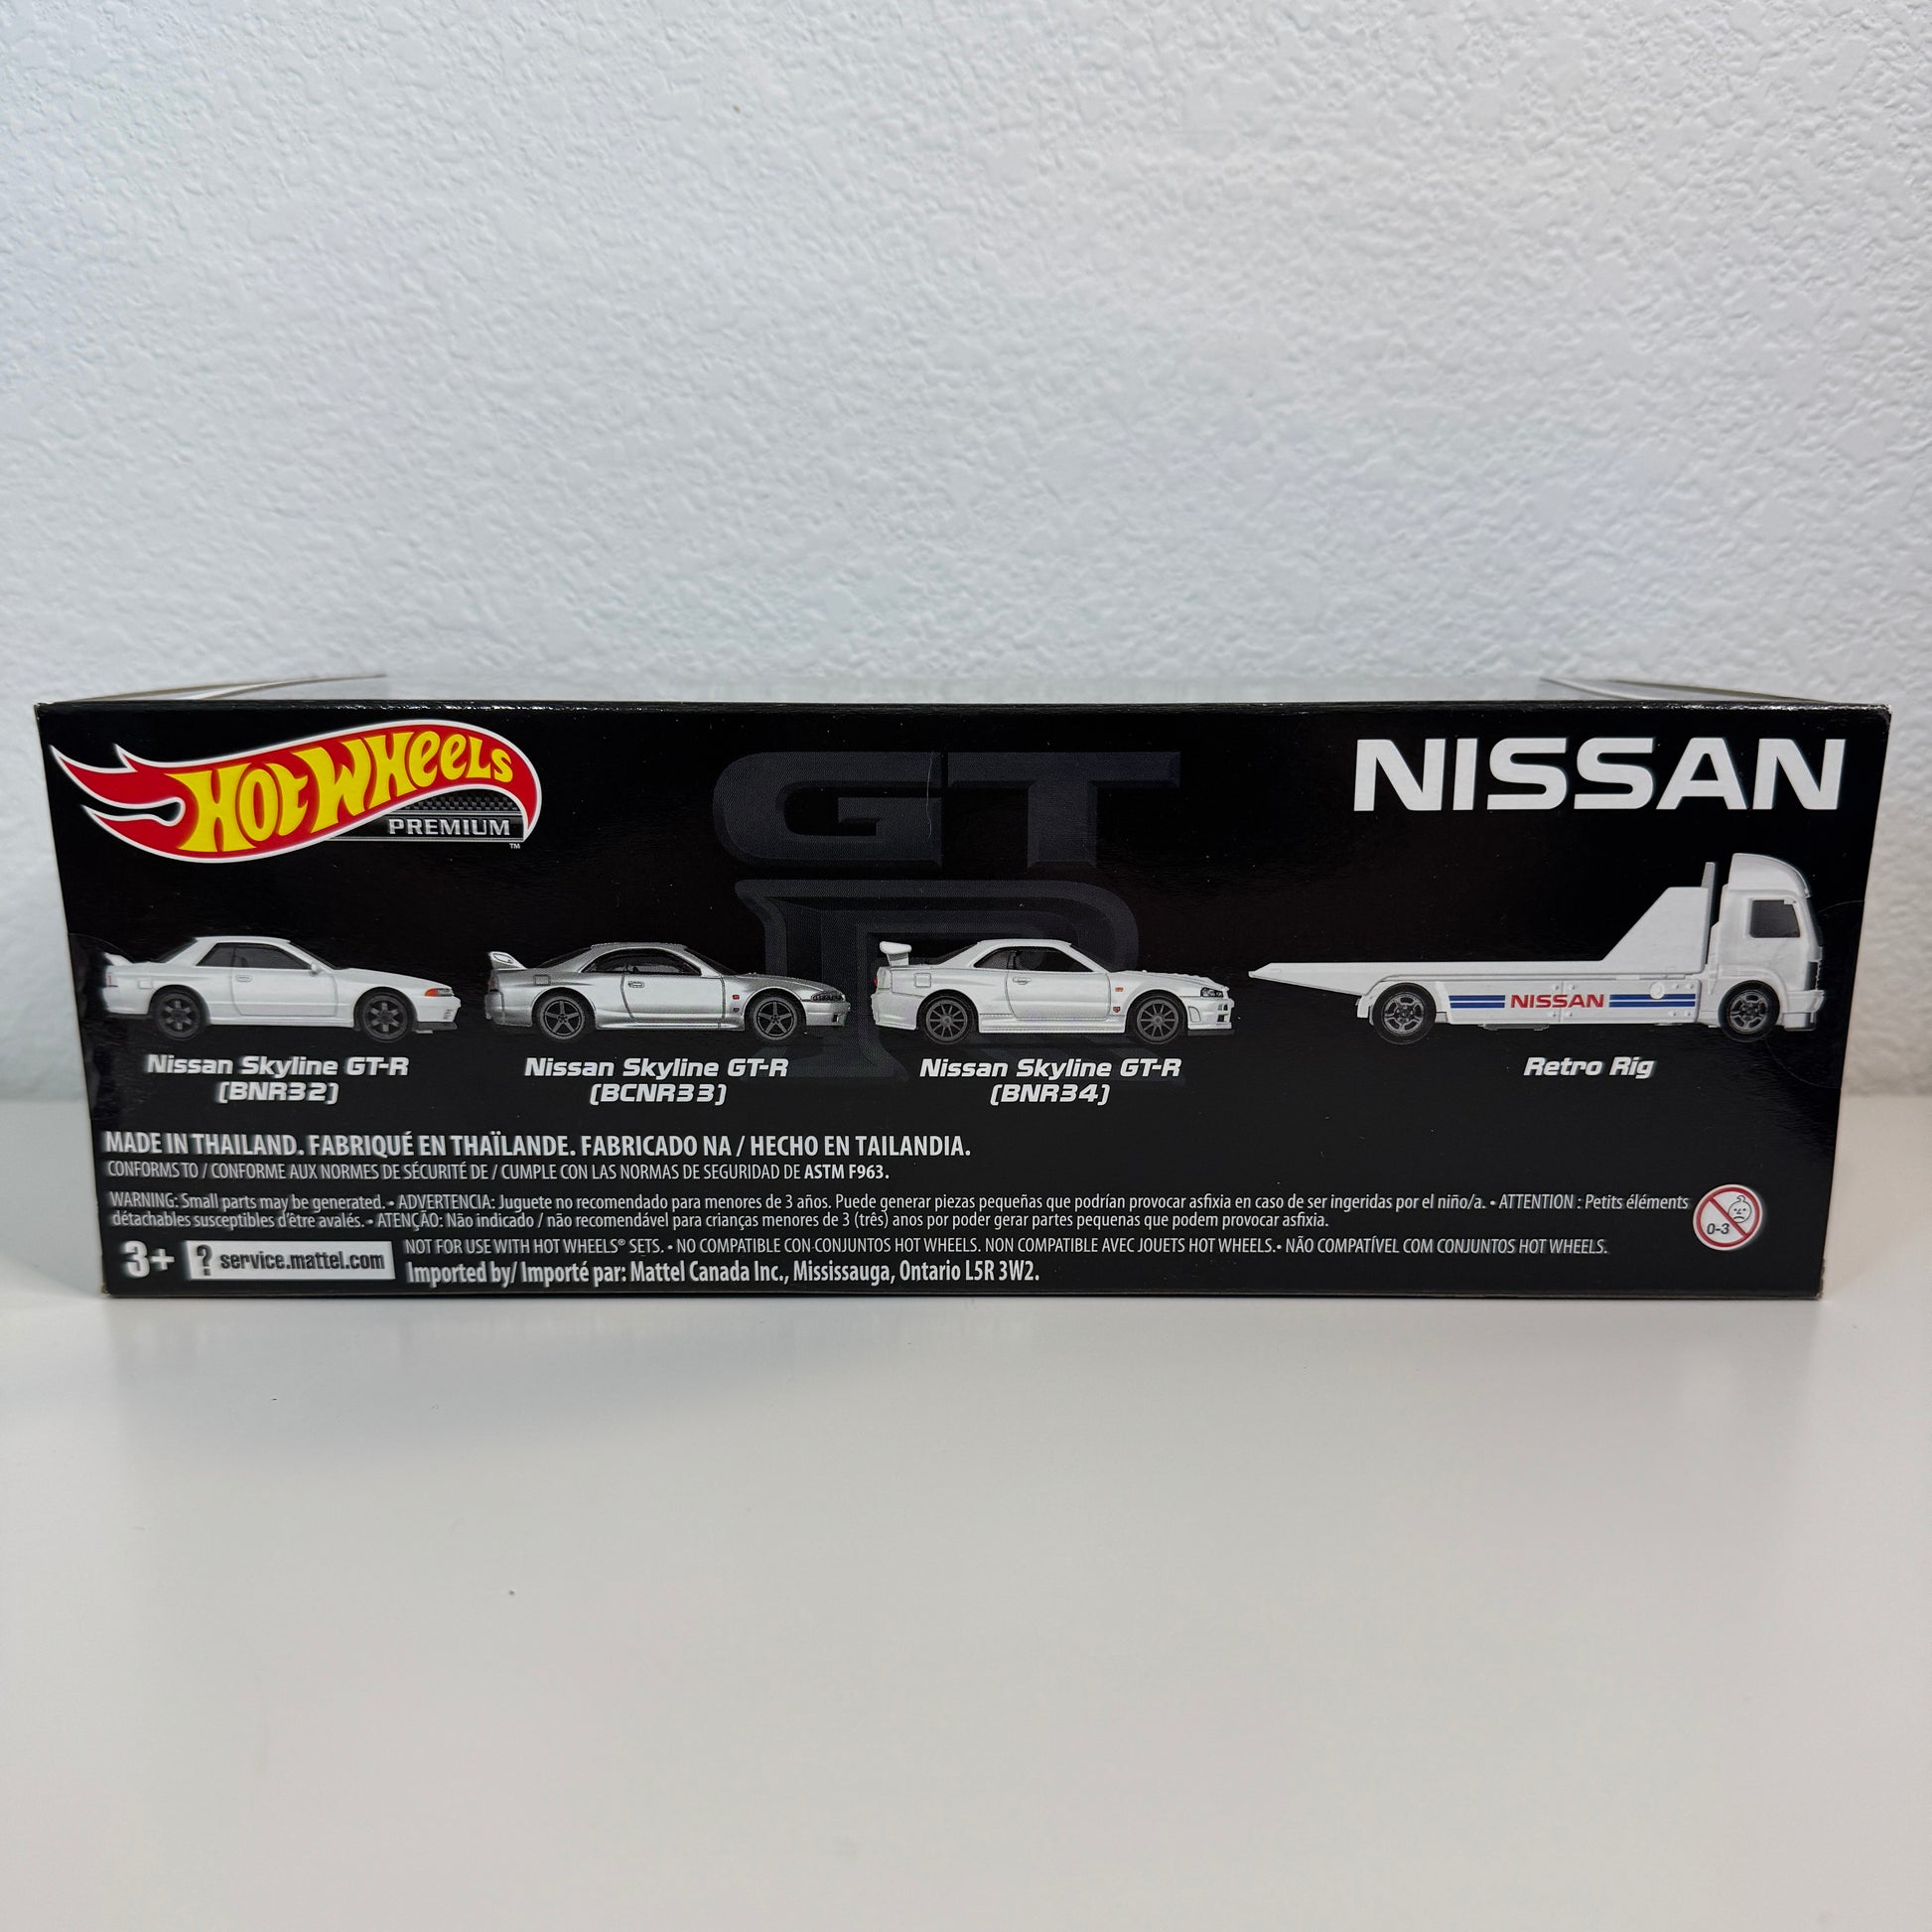 HOT WHEELS
PREMIUM
™
GT
R
NISSAN
NISSAN
Nissan Skyline GT-R
(BNR32)
Nissan Skyline GT-R
(BCNR33)
Nissan Skyline GT-R
(BNR34)
Retro Rig
MADE IN THAILAND. FABRIQUÉ EN THAÏLANDE. FABRICADO NA / HECHO EN TAILANDIA.
CONFORMS TO / CONFORME AUX NORMES DE SÉCURITÉ DE / CUMPLE CON LAS NORMAS DE SEGURIDAD DE ASTM F963.
WARNING: Small parts may be generated. • ADVERTENCIA: Juguete no recomendado para menores de 3 años. Puede generar piezas pequeñas que podrían provocar asfixia en caso de ser ingeridas por el niño/a. • ATTENTION : Petits éléments
détachables susceptibles d'être avalés. • ATENÇÃO: Não indicado / não recomendável para crianças menores de 3 (três) anos por poder gerar partes pequenas que podem provocar asfixia.
0-3
3+
? service.mattel.com
NOT FOR USE WITH HOT WHEELS® SETS. • NO COMPATIBLE CON CONJUNTOS HOT WHEELS. NON COMPATIBLE AVEC JOUETS HOT WHEELS. • NÃO COMPATÍVEL COM CONJUNTOS HOT WHEELS.
Imported by/ Importé par: Mattel Canada Inc., Mississauga, Ontario L5R 3W2.